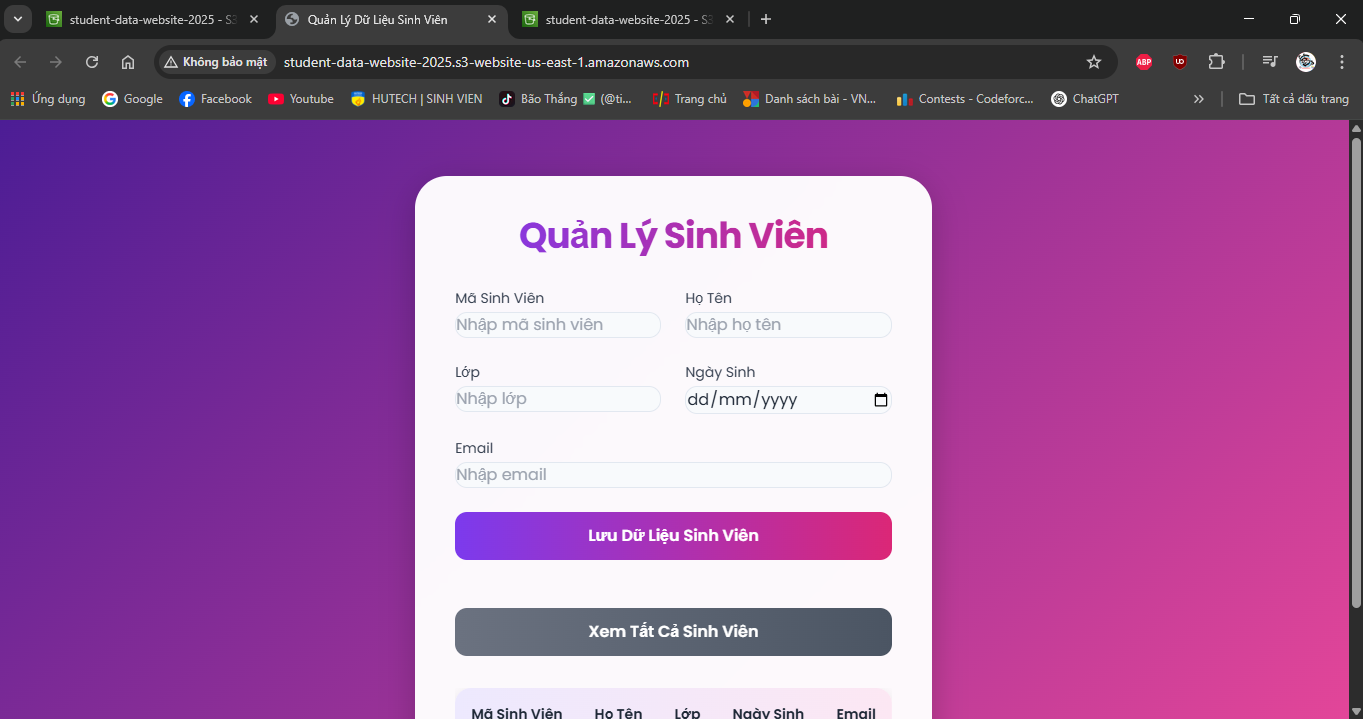 student-data-website-2025 - S3
Quản Lý Dữ Liệu Sinh Viên
student-data-website-2025 - S3
Không bảo mật
student-data-website-2025.s3-website-us-east-1.amazonaws.com
ABP
UD
Ứng dụng
Google
Facebook
Youtube
HUTECH | SINH VIEN
Bão Thắng ✅ (@ti...
Trang chủ
Danh sách bài - VN...
Contests - Codeforc...
ChatGPT
Tất cả dấu trang
Quản Lý Sinh Viên
Mã Sinh Viên
Họ Tên
Nhập mã sinh viên
Nhập họ tên
Lớp
Ngày Sinh
Nhập lớp
dd/mm/yyyy
Email
Nhập email
Lưu Dữ Liệu Sinh Viên
Xem Tất Cả Sinh Viên
Mã Sinh Viên Họ Tên Lớp Ngày Sinh Email